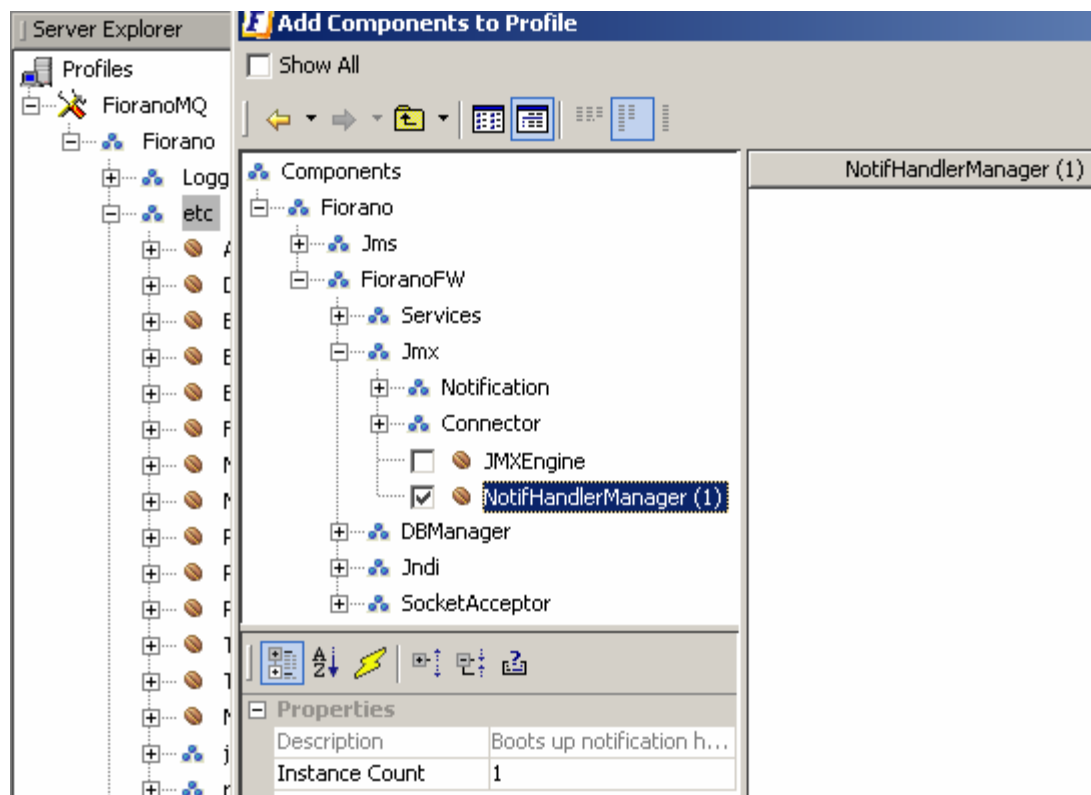 Server Explorer
Profiles
FioranoMQ
Fiorano
etc
Add Components to Profile
Show All
Components
Fiorano
Jms
FioranoFW
Services
Jmx
Notification
Connector
JMXEngine
NotifHandlerManager (1)
DBManager
Jndi
SocketAcceptor
Properties
Description Boots up notification h...
Instance Count 1
NotifHandlerManager (1)